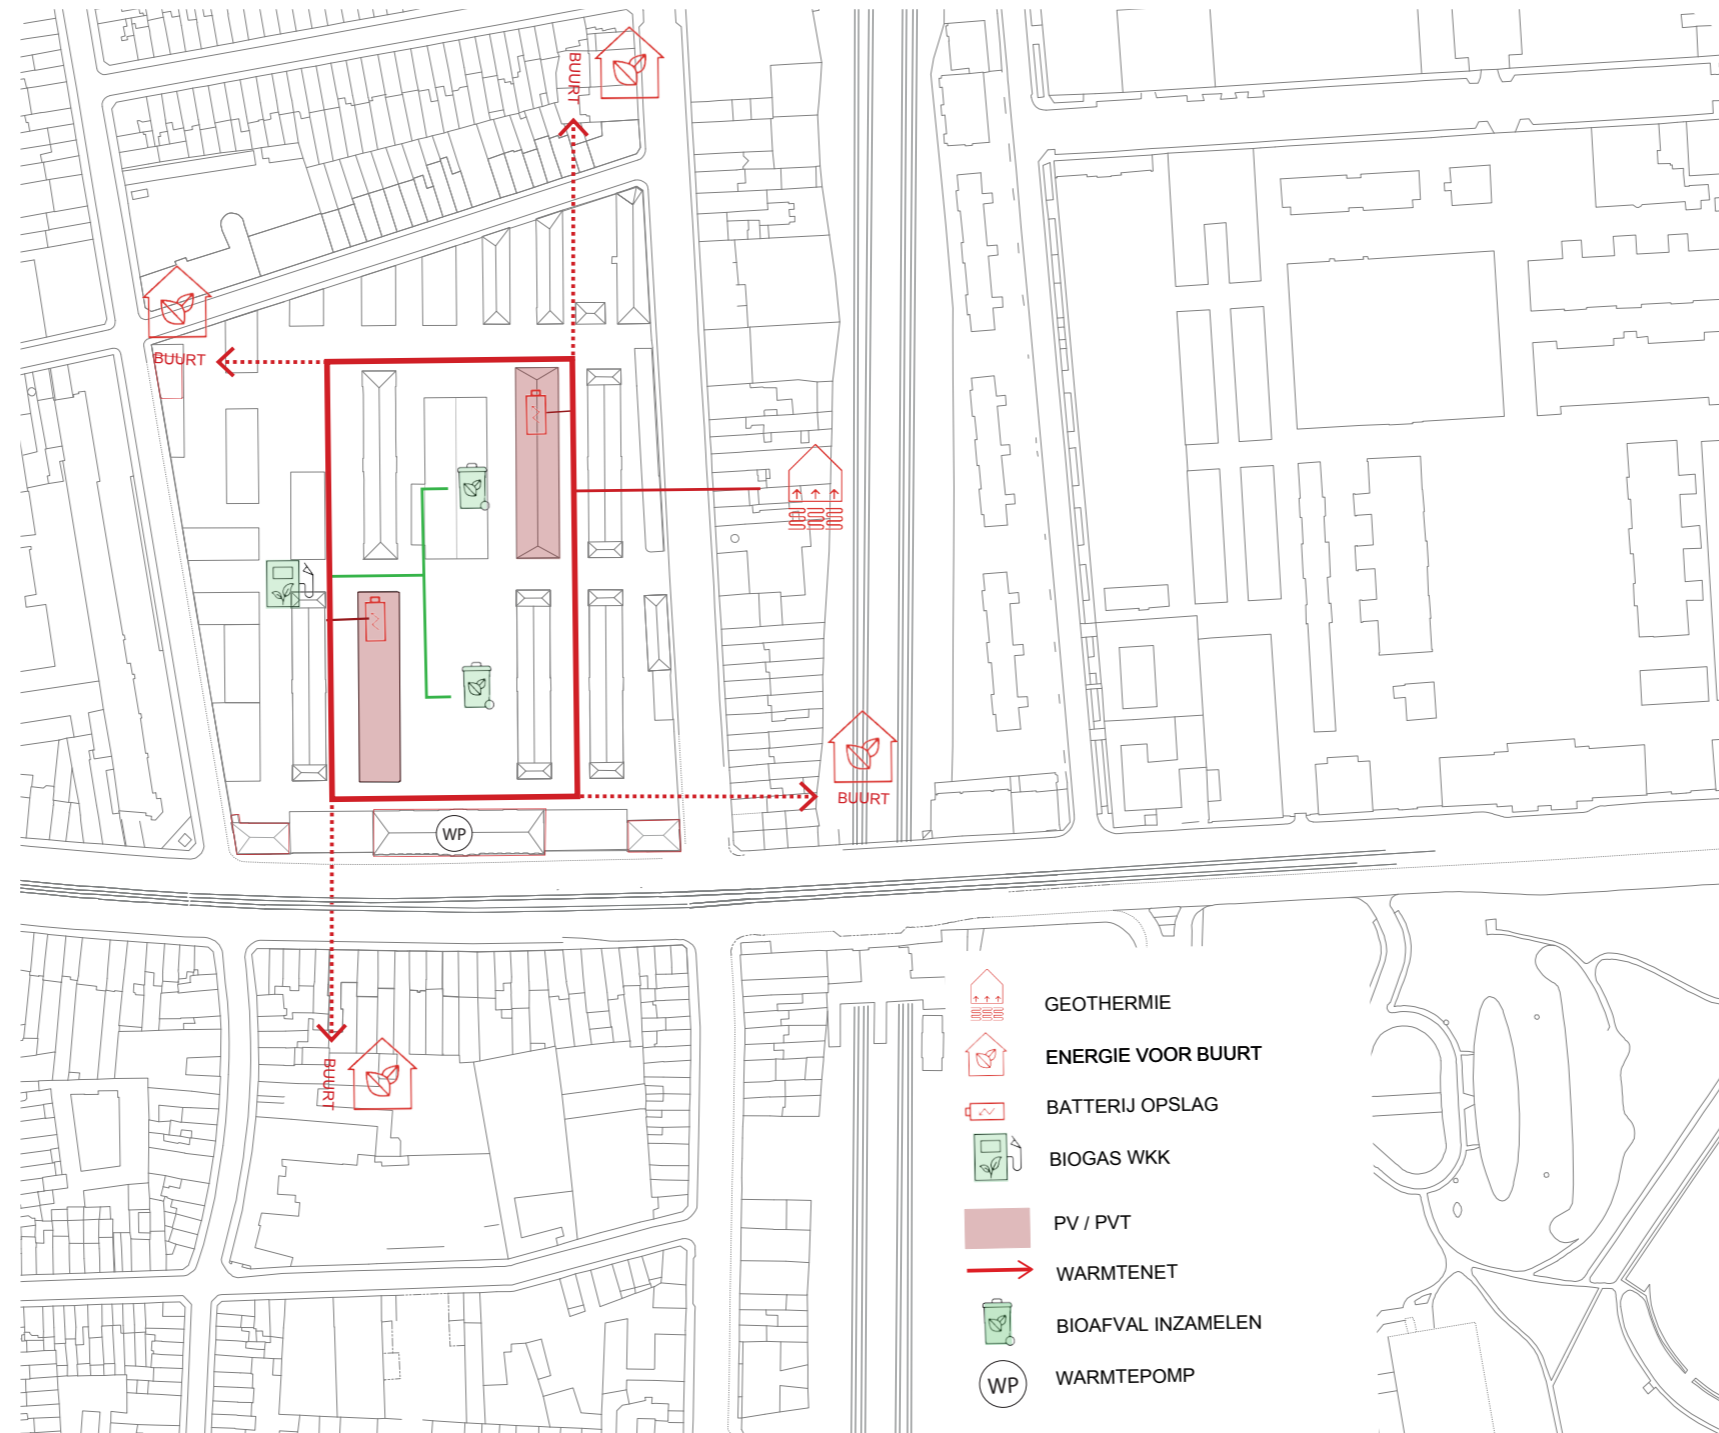 BUURT
BUURT
BUURT
WP
BUURT
GEOTHERMIE
ENERGIE VOOR BUURT
BATTERIJ OPSLAG
BIOGAS WKK
PV / PVT
WARMTENET
BIOAFVAL INZAMELEN
WP
WARMTEPOMP